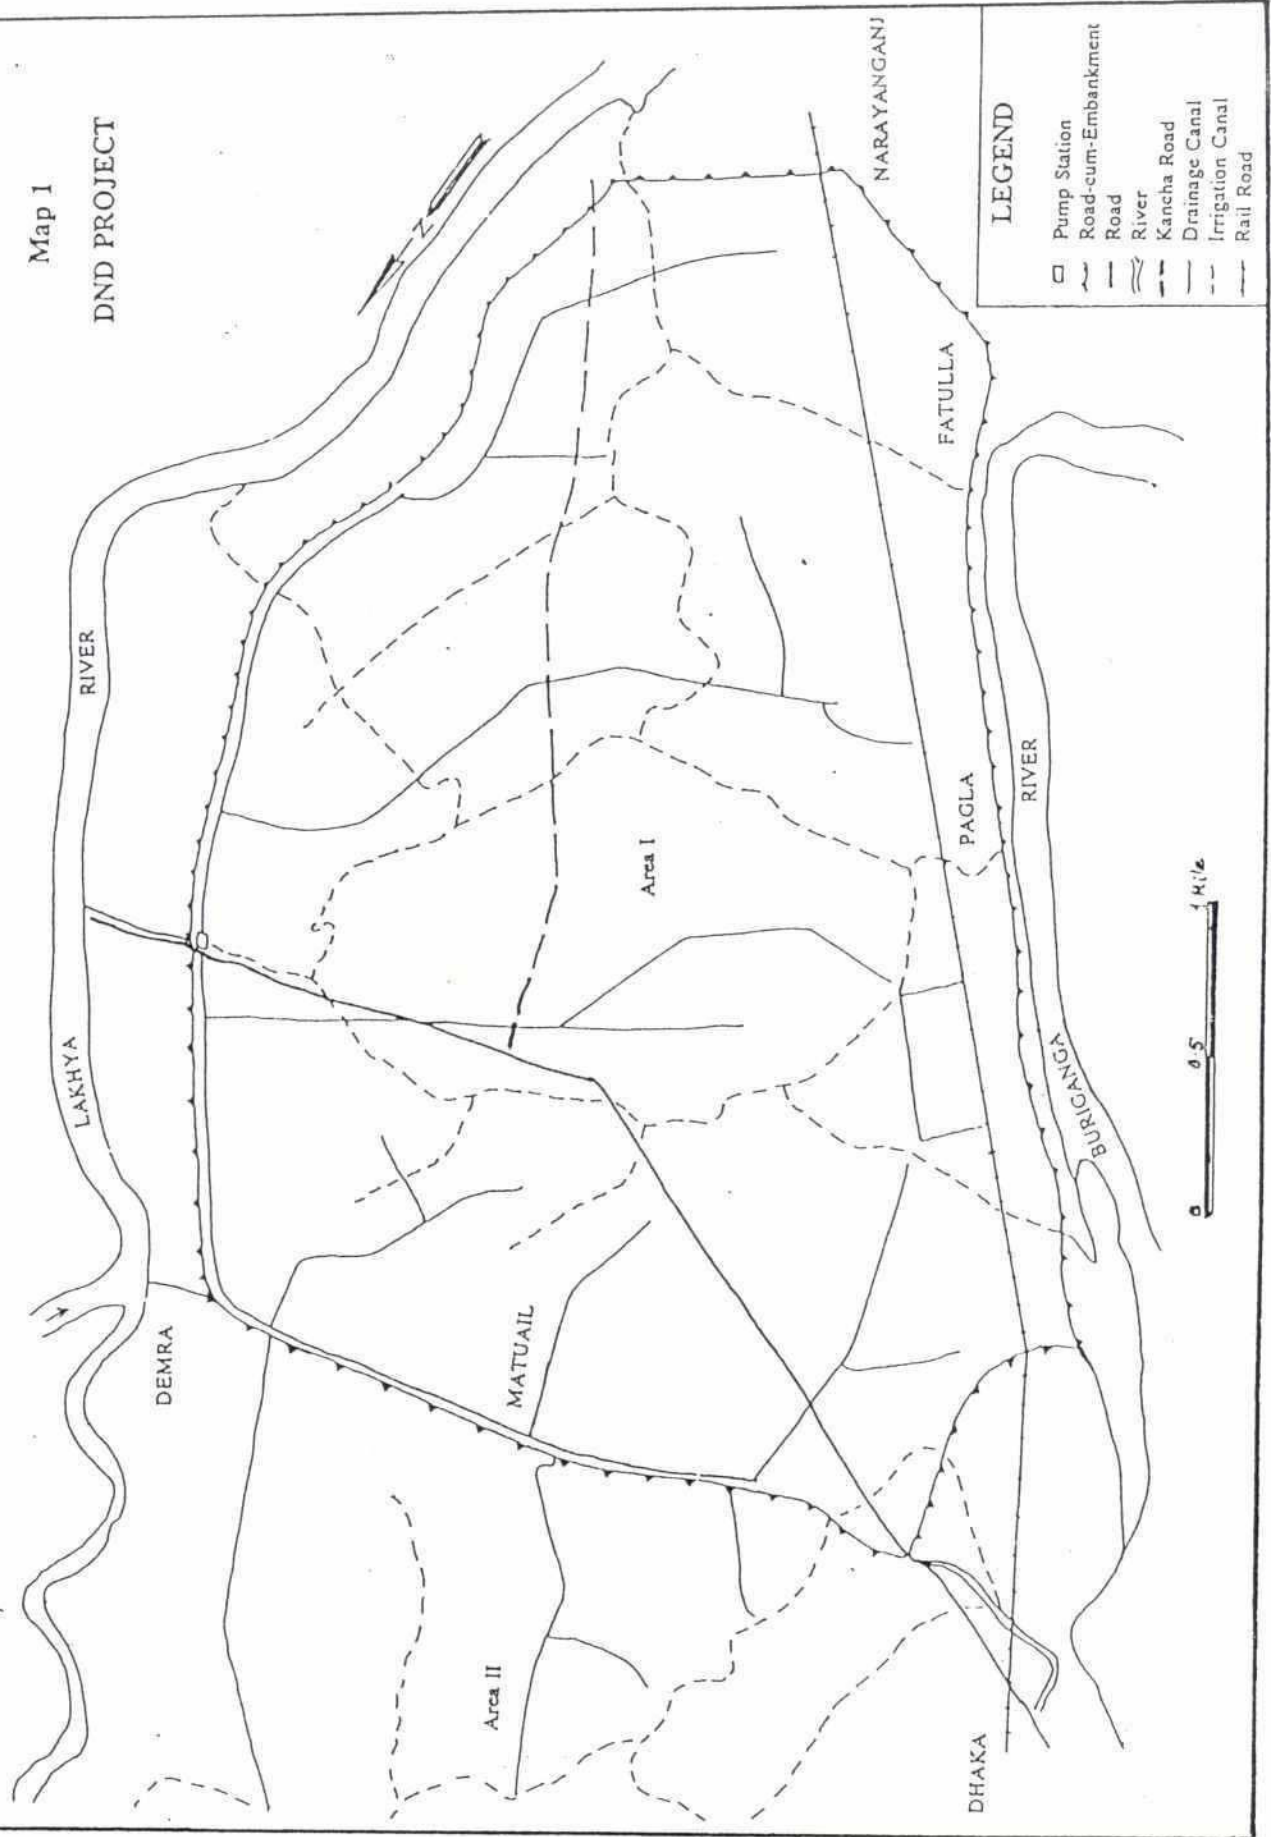 Map 1
DND PROJECT
LAKHYA
RIVER
DEMRA
MATUAIL
Area II
Area I
NARAYANGANJ
FATULLA
PAGLA
RIVER
BURIGANGA
DHAKA
0
0.5
1 Mile
LEGEND
Pump Station
Road-cum-Embankment
Road
River
Kancha Road
Drainage Canal
Irrigation Canal
Rail Road